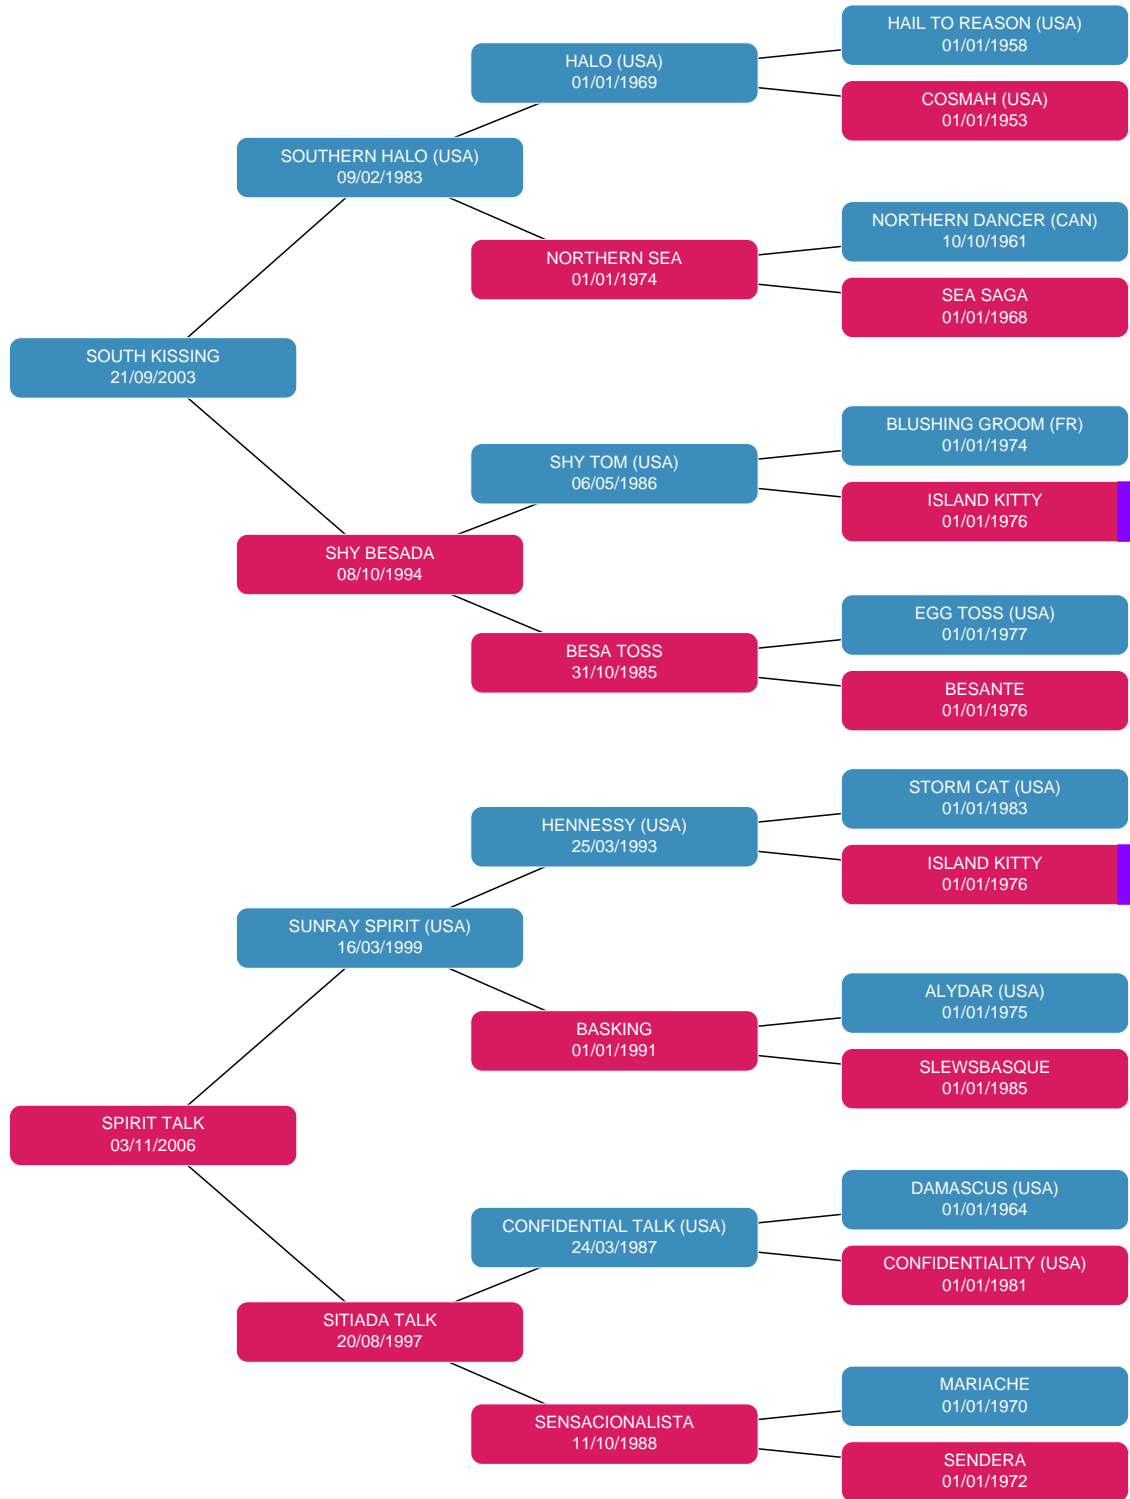 HAIL TO REASON (USA)
01/01/1958
HALO (USA)
01/01/1969
COSMAH (USA)
01/01/1953
SOUTHERN HALO (USA)
09/02/1983
NORTHERN DANCER (CAN)
10/10/1961
NORTHERN SEA
01/01/1974
SEA SAGA
01/01/1968
SOUTH KISSING
21/09/2003
BLUSHING GROOM (FR)
01/01/1974
SHY TOM (USA)
06/05/1986
ISLAND KITTY
01/01/1976
SHY BESADA
08/10/1994
EGG TOSS (USA)
01/01/1977
BESA TOSS
31/10/1985
BESANTE
01/01/1976
STORM CAT (USA)
01/01/1983
HENNESSY (USA)
25/03/1993
ISLAND KITTY
01/01/1976
SUNRAY SPIRIT (USA)
16/03/1999
ALYDAR (USA)
01/01/1975
BASKING
01/01/1991
SLEWSBASQUE
01/01/1985
SPIRIT TALK
03/11/2006
DAMASCUS (USA)
01/01/1964
CONFIDENTIAL TALK (USA)
24/03/1987
CONFIDENTIALITY (USA)
01/01/1981
SITIADA TALK
20/08/1997
MARIACHE
01/01/1970
SENSACIONALISTA
11/10/1988
SENDERA
01/01/1972